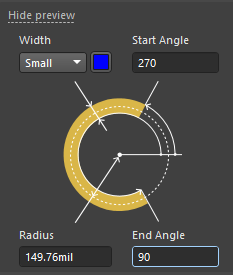 Hide preview
Width Start Angle
Small 270
Radius End Angle
149.76mil 90